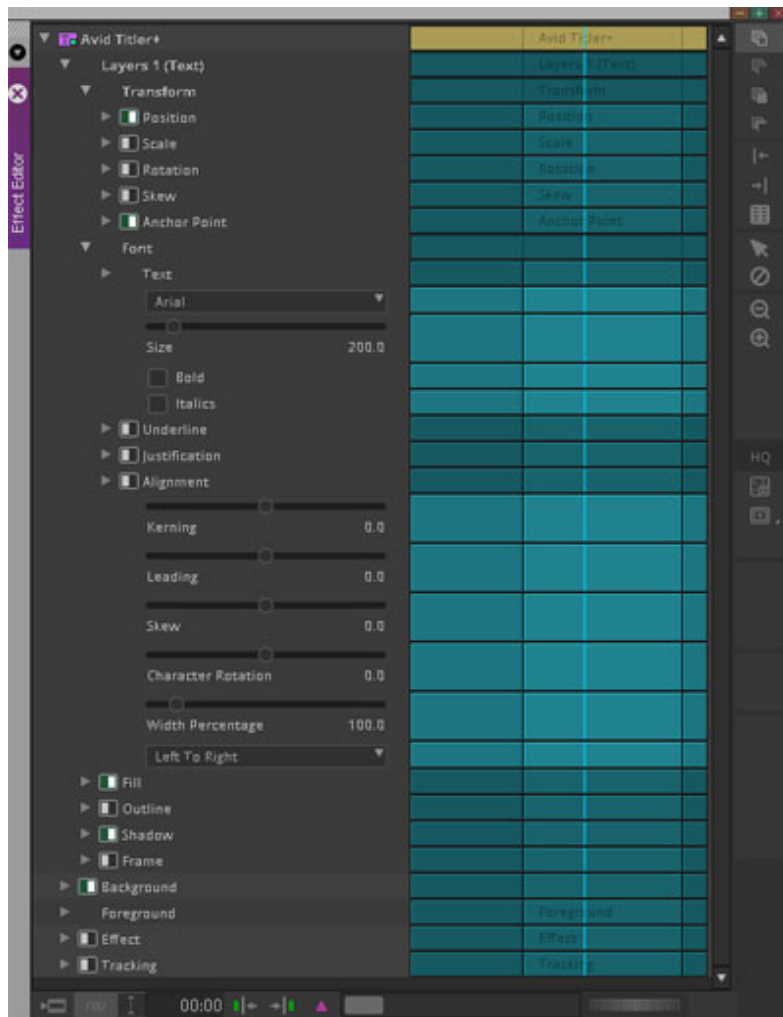 Avid Titler+ Avid Titler+
Layers 1 (Text) Layers 1 (Text)
Transform Transform
Position Position
Scale Scale
Rotation Rotation
Skew Skew
Anchor Point Anchor Point
Effect Editor
Font
Text
Arial
Size 200.0
Bold
Italics
Underline
Justification
Alignment
HQ
Kerning 0.0
Leading 0.0
Skew 0.0
Character Rotation 0.0
Width Percentage 100.0
Left To Right
Fill
Outline
Shadow
Frame
Background
Foreground Foreground
Effect Effect
Tracking Tracking
00:00